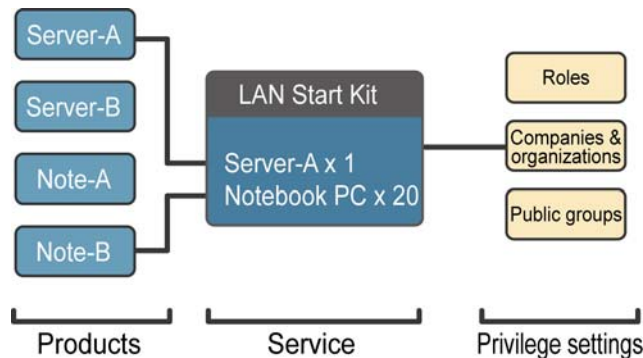 Server-A
Server-B
Note-A
Note-B
LAN Start Kit
Server-A x 1
Notebook PC x 20
Roles
Companies &
organizations
Public groups
Products
Service
Privilege settings